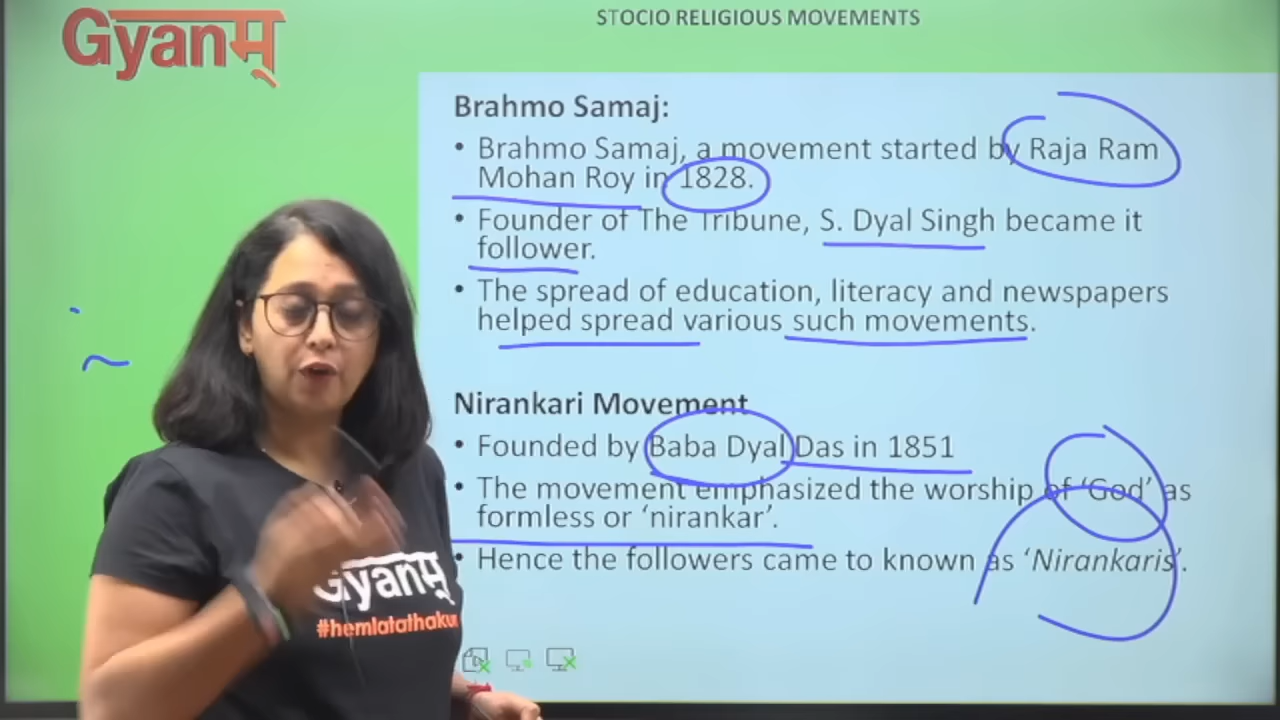 Gyanम्
STOCIO RELIGIOUS MOVEMENTS
Brahmo Samaj:
• Brahmo Samaj, a movement started by Raja Ram
Mohan Roy in 1828.
• Founder of The Tribune, S. Dyal Singh became it
follower.
• The spread of education, literacy and newspapers
helped spread various such movements.
Nirankari Movement
• Founded by Baba Dyal Das in 1851
• The movement emphasized the worship of ‘God’ as
formless or ‘nirankar’.
• Hence the followers came to known as ‘Nirankaris’.
Gyanम्
#hemlatathakur